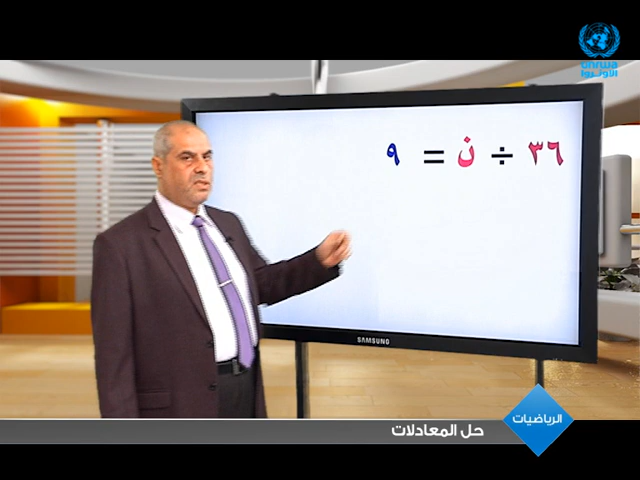 unrwa
الأونروا
٣٦ ÷ ن = ٩
SAMSUNG
الرياضيات
حل المعادلات